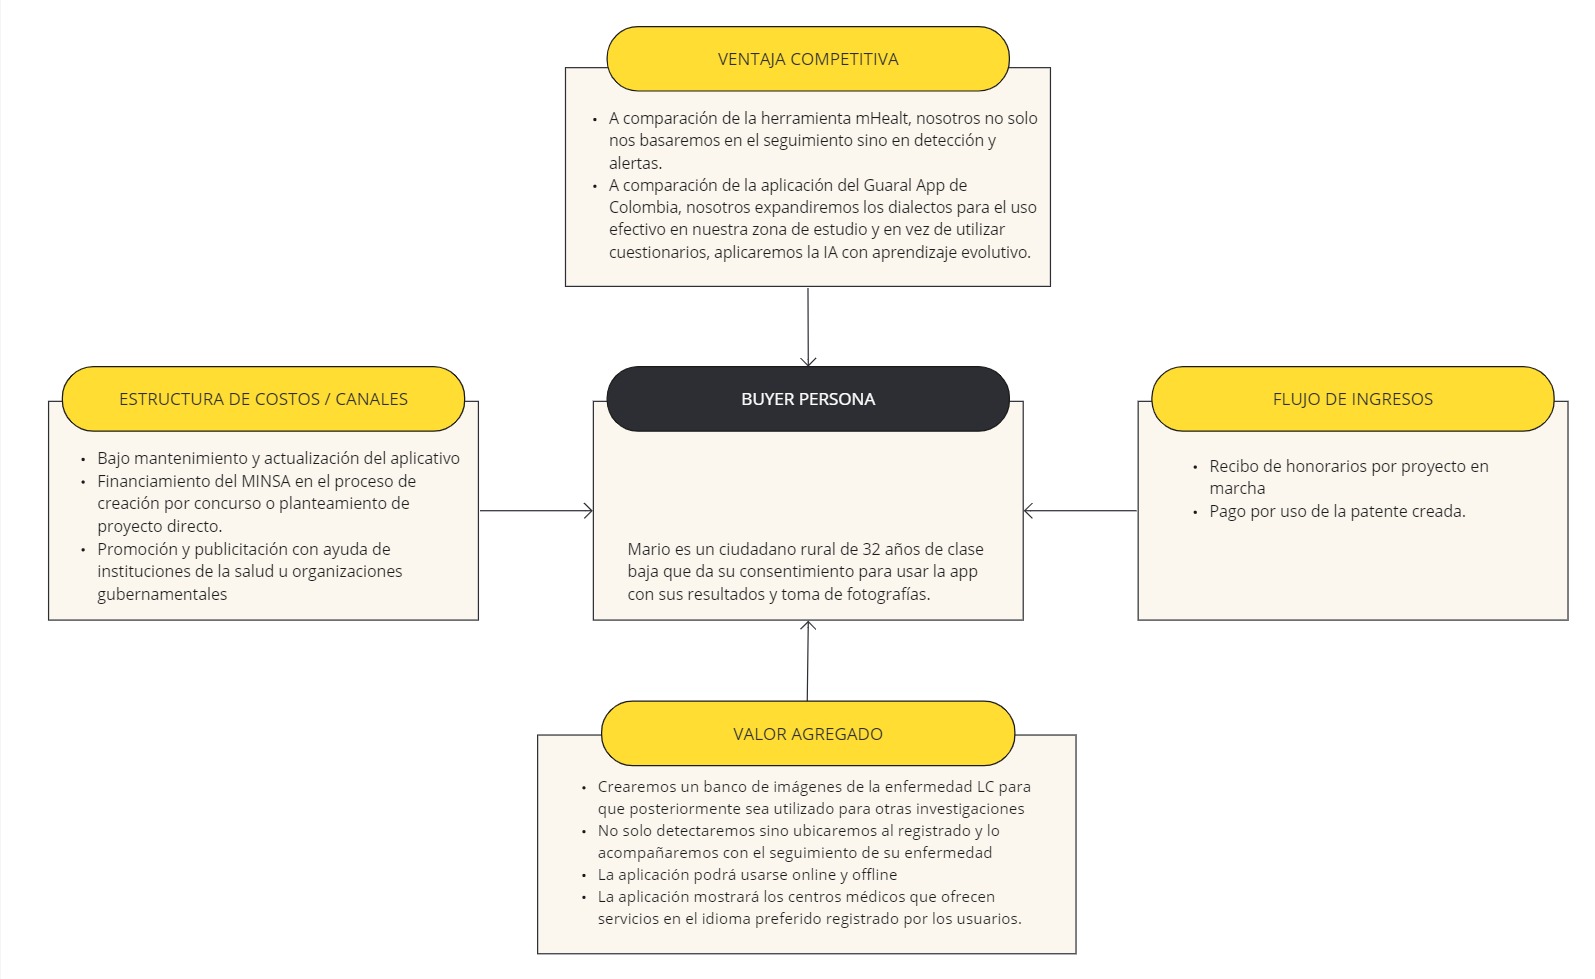 VENTAJA COMPETITIVA
• A comparación de la herramienta mHealt, nosotros no solo
nos basaremos en el seguimiento sino en detección y
alertas.
• A comparación de la aplicación del Guaral App de
Colombia, nosotros expandiremos los dialectos para el uso
efectivo en nuestra zona de estudio y en vez de utilizar
cuestionarios, aplicaremos la IA con aprendizaje evolutivo.
ESTRUCTURA DE COSTOS / CANALES
• Bajo mantenimiento y actualización del aplicativo
• Financiamiento del MINSA en el proceso de
creación por concurso o planteamiento de
proyecto directo.
• Promoción y publicitación con ayuda de
instituciones de la salud u organizaciones
gubernamentales
BUYER PERSONA
Mario es un ciudadano rural de 32 años de clase
baja que da su consentimiento para usar la app
con sus resultados y toma de fotografías.
FLUJO DE INGRESOS
• Recibo de honorarios por proyecto en
marcha
• Pago por uso de la patente creada.
VALOR AGREGADO
• Crearemos un banco de imágenes de la enfermedad LC para
que posteriormente sea utilizado para otras investigaciones
• No solo detectaremos sino ubicaremos al registrado y lo
acompañaremos con el seguimiento de su enfermedad
• La aplicación podrá usarse online y offline
• La aplicación mostrará los centros médicos que ofrecen
servicios en el idioma preferido registrado por los usuarios.